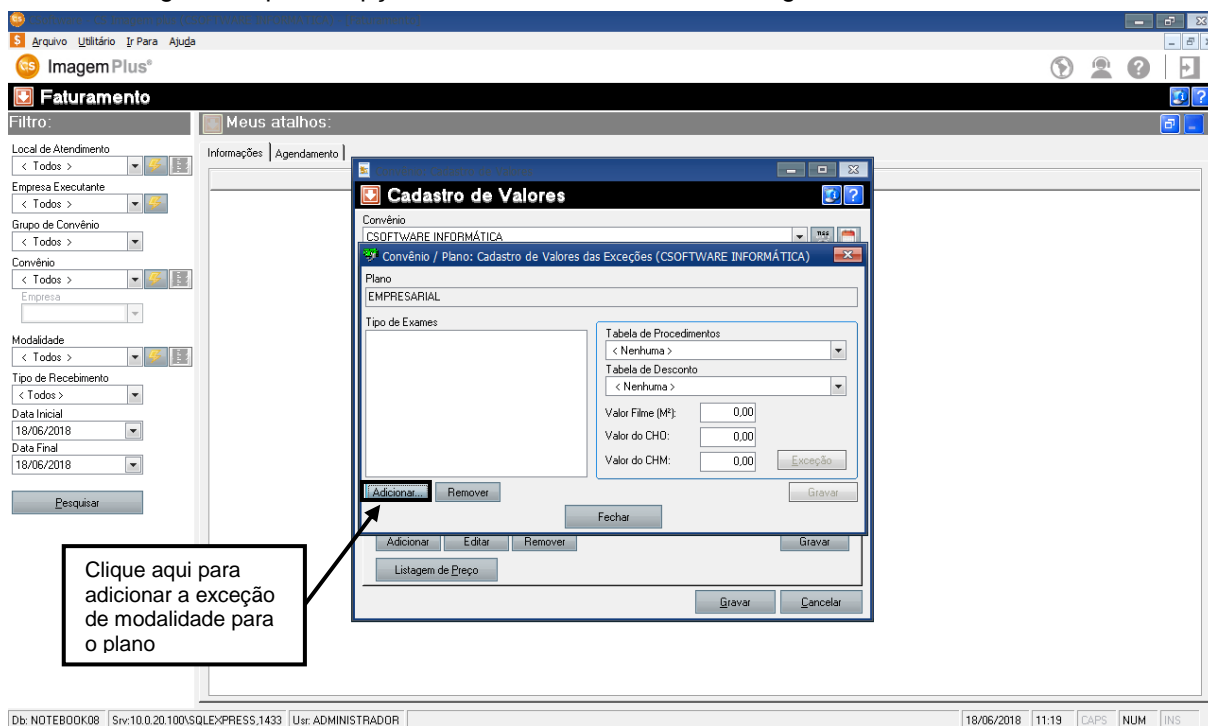 Arquivo Utilitário Ir Para Ajuda
ImagemPlus®
Faturamento
Filtro:
Meus atalhos:
Local de Atendimento
< Todos >
Empresa Executante
< Todos >
Grupo de Convênio
< Todos >
Convênio
< Todos >
Empresa
Modalidade
< Todos >
Tipo de Recebimento
< Todos >
Data Inicial
18/06/2018
Data Final
18/06/2018
Pesquisar
Informações Agendamento
Cadastro de Valores
Convênio
CSOFTWARE INFORMÁTICA
Convênio / Plano: Cadastro de Valores das Exceções (CSOFTWARE INFORMÁTICA)
Plano
EMPRESARIAL
Tipo de Exames
Tabela de Procedimentos
< Nenhuma >
Tabela de Desconto
< Nenhuma >
Valor Filme (M²): 0,00
Valor do CHO: 0,00
Valor do CHM: 0,00 Exceção
Adicionar... Remover Gravar
Fechar
Adicionar Editar Remover Gravar
Listagem de Preço
Gravar Cancelar
Clique aqui para
adicionar a exceção
de modalidade para
o plano
Db: NOTEBOOK08 Srv:10.0.20.100\SQLEXPRESS,1433 Usr: ADMINISTRADOR 18/06/2018 11:19 CAPS NUM INS